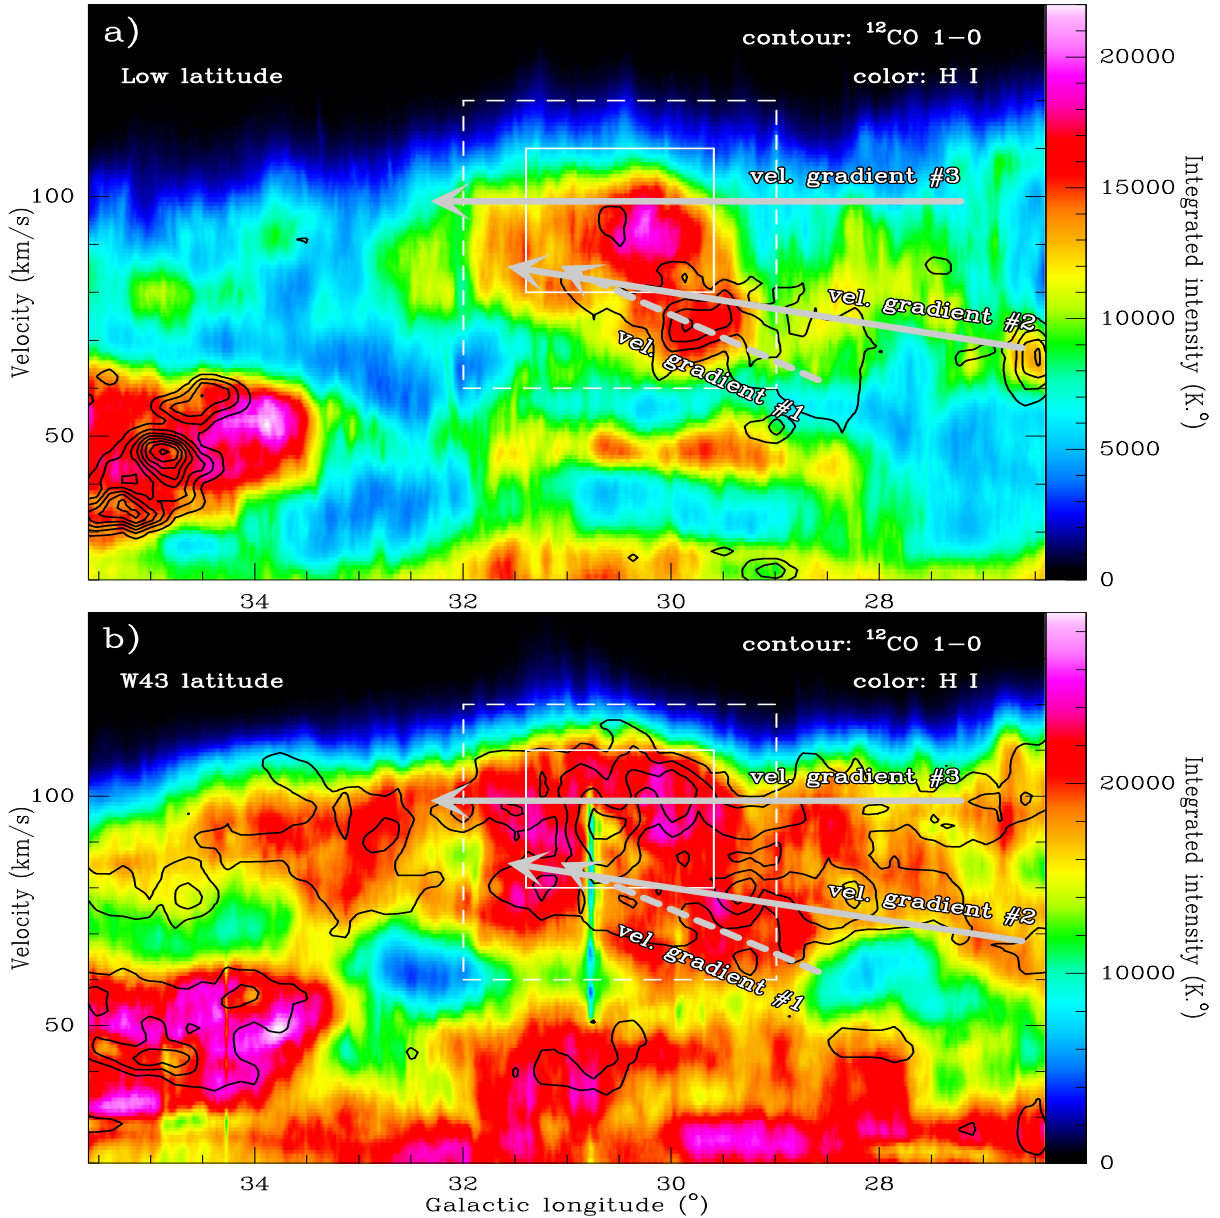 a)
contour: ¹²CO 1−0
Low latitude
color: H I
vel. gradient #3
vel. gradient #2
vel. gradient #1
100
50
Velocity (km/s)
34
32
30
28
20000
15000
10000
5000
0
Integrated intensity (K.°)
b)
contour: ¹²CO 1−0
W43 latitude
color: H I
vel. gradient #3
vel. gradient #2
vel. gradient #1
100
50
Velocity (km/s)
34
32
30
28
Galactic longitude (°)
20000
10000
0
Integrated intensity (K.°)